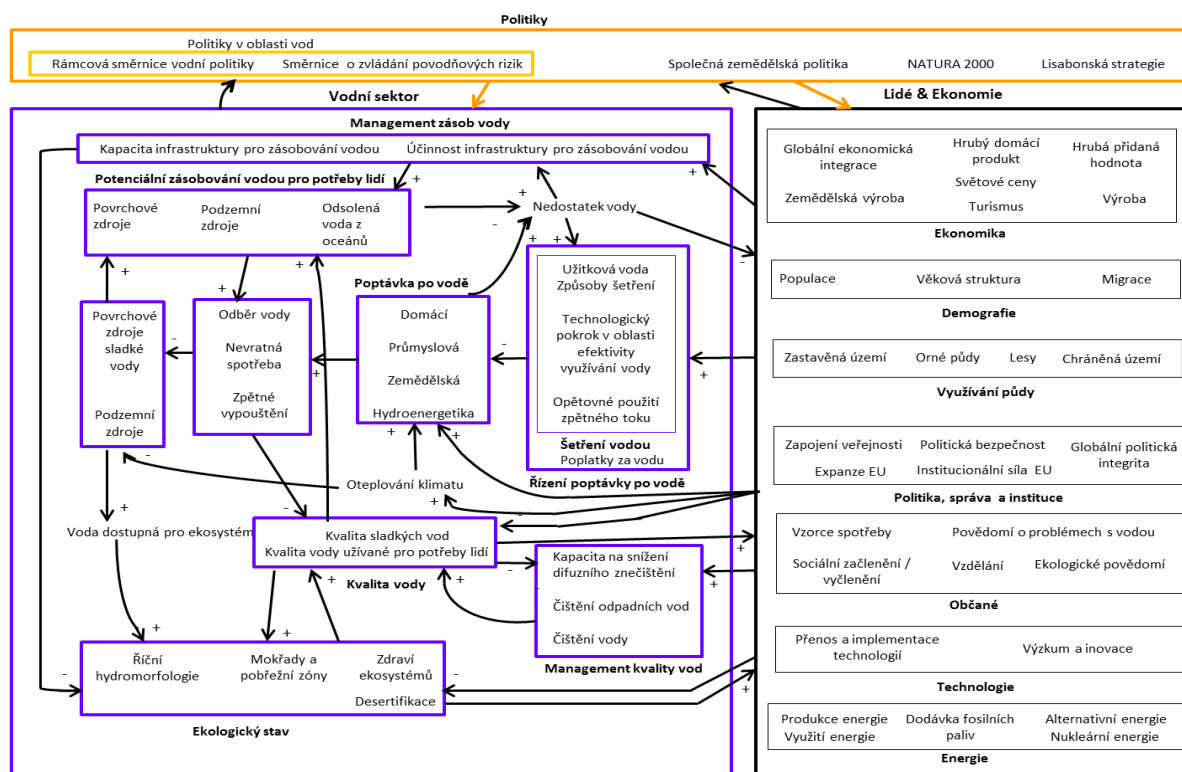 Politiky
Politiky v oblasti vod
Rámcová směrnice vodní politiky
Směrnice o zvládání povodňových rizik
Společná zemědělská politika
NATURA 2000
Lisabonská strategie
Vodní sektor
Management zásob vody
Kapacita infrastruktury pro zásobování vodou
Účinnost infrastruktury pro zásobování vodou
Potenciální zásobování vodou pro potřeby lidí
Povrchové
zdroje
Podzemní
zdroje
Odsolená
voda z
oceánů
Nedostatek vody
Poptávka po vodě
Povrchové
zdroje
sladké
vody
Podzemní
zdroje
Odběr vody
Nevratná
spotřeba
Zpětné
vypouštění
Domácí
Průmyslová
Zemědělská
Hydroenergetika
Užitková voda
Způsoby šetření
Technologický
pokrok v oblasti
efektivity
využívání vody
Opětovné použití
zpětného toku
Šetření vodou
Poplatky za vodu
Řízení poptávky po vodě
Oteplování klimatu
Voda dostupná pro ekosystém
Kvalita sladkých vod
Kvalita vody užívané pro potřeby lidí
Kvalita vody
Kapacita na snížení
difuzního znečištění
Čištění odpadních vod
Čištění vody
Management kvality vod
Říční
hydromorfologie
Mokřady a
pobřežní zóny
Zdraví
ekosystémů
Desertifikace
Ekologický stav
Lidé & Ekonomie
Globální ekonomická
integrace
Hrubý domácí
produkt
Hrubá přidaná
hodnota
Světové ceny
Zemědělská výroba
Turismus
Výroba
Ekonomika
Populace
Věková struktura
Migrace
Demografie
Zastavěná území
Orné půdy
Lesy
Chráněná území
Využívání půdy
Zapojení veřejnosti
Politická bezpečnost
Globální politická
integrita
Expanze EU
Institucionální síla EU
Politika, správa a instituce
Vzorce spotřeby
Povědomí o problémech s vodou
Sociální začlenění /
vyčlenění
Vzdělání
Ekologické povědomí
Občané
Přenos a implementace
technologií
Výzkum a inovace
Technologie
Produkce energie
Využití energie
Dodávka fosilních
paliv
Alternativní energie
Nukleární energie
Energie